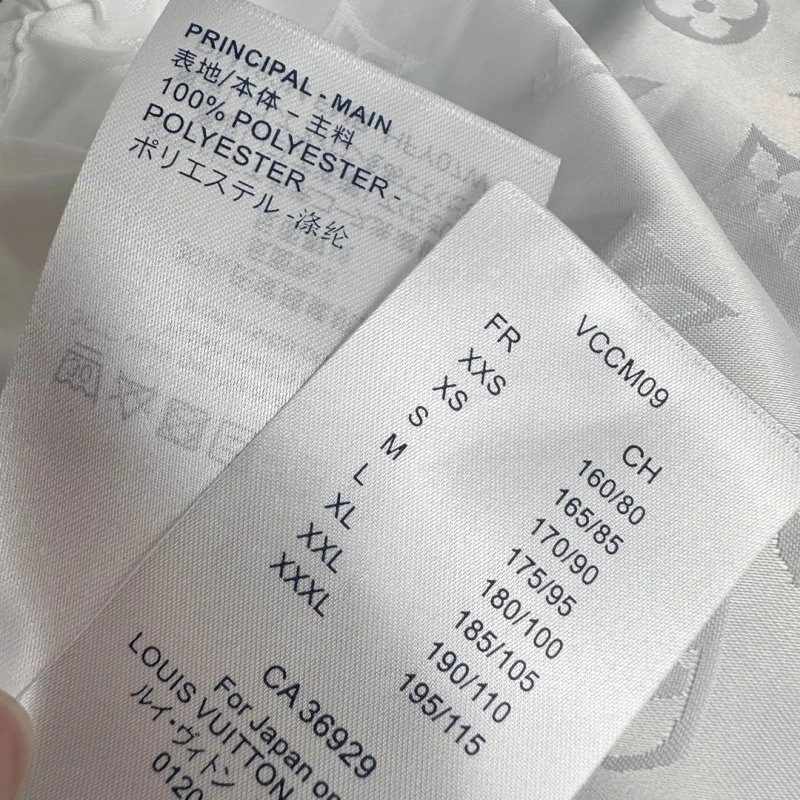 PRINCIPAL - MAIN
表地/本体 - 主料
100% POLYESTER -
POLYESTER
ポリエステル - 涤纶
VCCM09
FR CH
XXS 160/80
XS 165/85
S 170/90
M 175/95
L 180/100
XL 185/105
XXL 190/110
XXXL 195/115
CA 36929
For Japan on
LOUIS VUITTON
ルイ・ヴィトン
0120